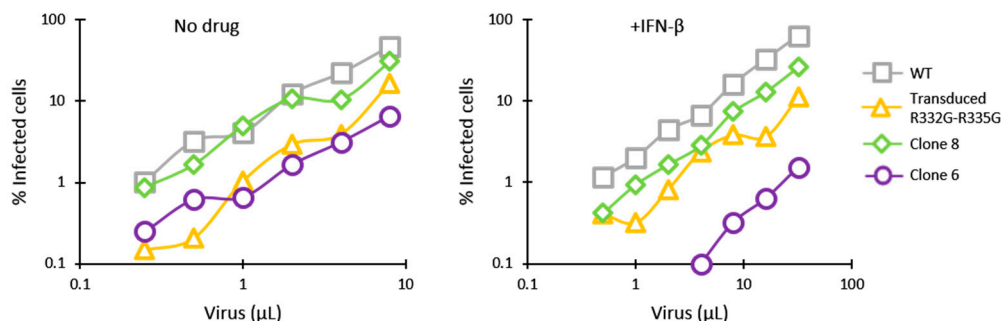 No drug
100
10
1
0.1
0.1
1
10
% Infected cells
Virus (µL)
+IFN-β
100
10
1
0.1
0.1
1
10
100
% Infected cells
Virus (µL)
WT
Transduced
R332G-R335G
Clone 8
Clone 6